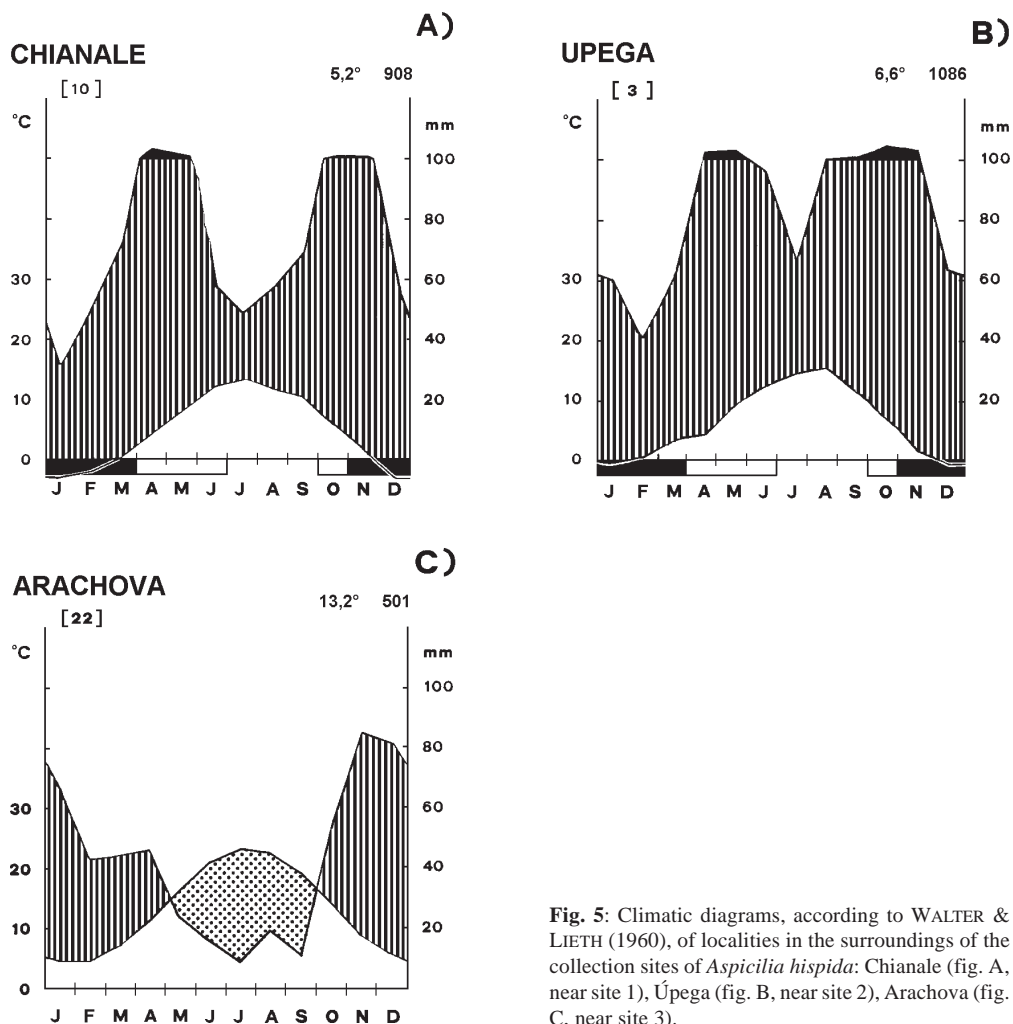 A)
CHIANALE
5,2° 908
[10]
°C
mm
100
80
30 60
20 40
10 20
0
J F M A M J J A S O N D
B)
UPEGA
6,6° 1086
[ 3 ]
°C
mm
100
80
30 60
20 40
10 20
0
J F M A M J J A S O N D
C)
ARACHOVA
13,2° 501
[22]
°C
mm
100
80
30 60
20 40
10 20
0
J F M A M J J A S O N D
Fig. 5: Climatic diagrams, according to WALTER &
LIETH (1960), of localities in the surroundings of the
collection sites of Aspicilia hispida: Chianale (fig. A,
near site 1), Úpega (fig. B, near site 2), Arachova (fig.
C, near site 3).